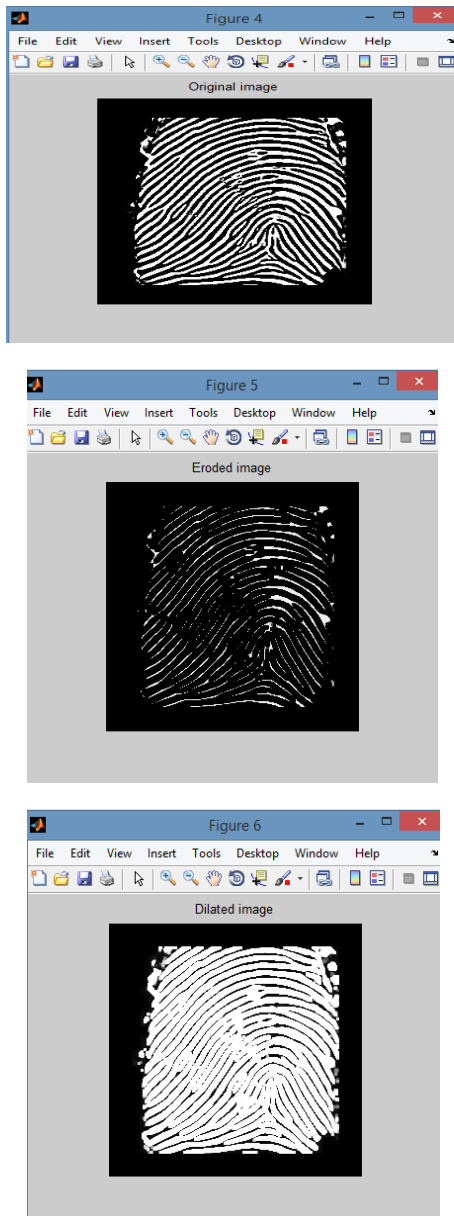 Figure 4
File Edit View Insert Tools Desktop Window Help
Original image
Figure 5
File Edit View Insert Tools Desktop Window Help
Eroded image
Figure 6
File Edit View Insert Tools Desktop Window Help
Dilated image